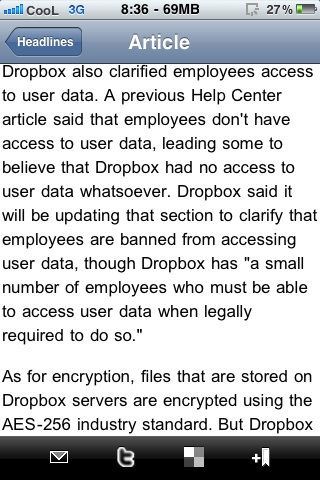 CooL 3G 8:36 - 69MB 27%
Headlines Article
Dropbox also clarified employees access
to user data. A previous Help Center
article said that employees don't have
access to user data, leading some to
believe that Dropbox had no access to
user data whatsoever. Dropbox said it
will be updating that section to clarify that
employees are banned from accessing
user data, though Dropbox has "a small
number of employees who must be able
to access user data when legally
required to do so."
As for encryption, files that are stored on
Dropbox servers are encrypted using the
AES-256 industry standard. But Dropbox